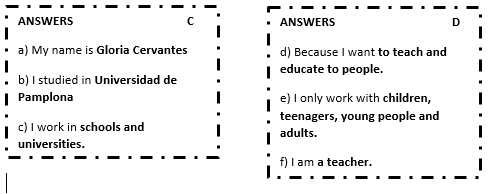 ANSWERS C
a) My name is Gloria Cervantes
b) I studied in Universidad de
Pamplona
c) I work in schools and
universities.
ANSWERS D
d) Because I want to teach and
educate to people.
e) I only work with children,
teenagers, young people and
adults.
f) I am a teacher.